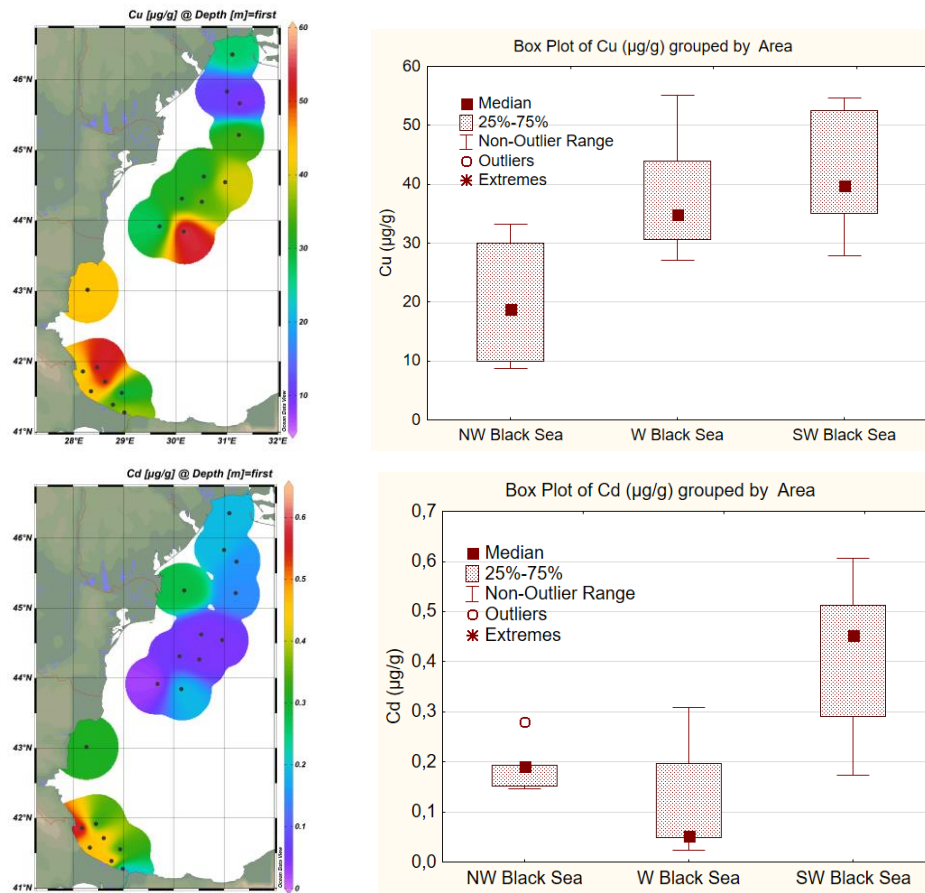 Cu [µg/g] @ Depth [m]=first
46°N
45°N
44°N
43°N
42°N
41°N
28°E 29°E 30°E 31°E 32°E
60
50
40
30
20
10
Ocean Data View
Box Plot of Cu (µg/g) grouped by Area
Cu (µg/g)
60
50
40
30
20
10
0
Median
25%-75%
Non-Outlier Range
Outliers
Extremes
NW Black Sea W Black Sea SW Black Sea
Cd [µg/g] @ Depth [m]=first
46°N
45°N
44°N
43°N
42°N
41°N
28°E 29°E 30°E 31°E 32°E
0.6
0.5
0.4
0.3
0.2
0.1
0
Ocean Data View
Box Plot of Cd (µg/g) grouped by Area
Cd (µg/g)
0,7
0,6
0,5
0,4
0,3
0,2
0,1
0,0
Median
25%-75%
Non-Outlier Range
Outliers
Extremes
NW Black Sea W Black Sea SW Black Sea